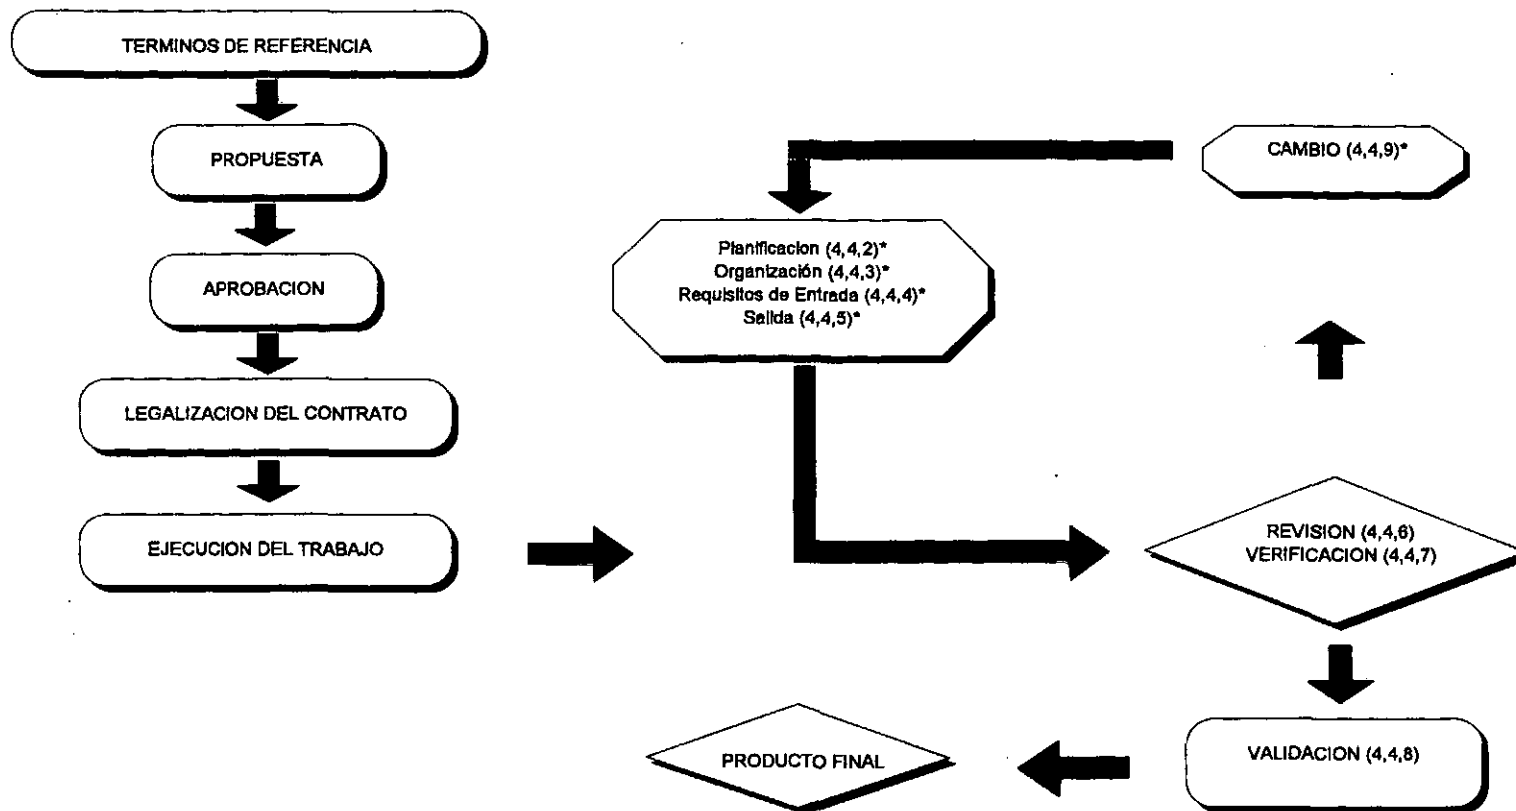 TERMINOS DE REFERENCIA
PROPUESTA
APROBACION
LEGALIZACION DEL CONTRATO
EJECUCION DEL TRABAJO
CAMBIO (4,4,9)*
Planificacion (4,4,2)*
Organización (4,4,3)*
Requisitos de Entrada (4,4,4)*
Salida (4,4,5)*
REVISION (4,4,6)
VERIFICACION (4,4,7)
VALIDACION (4,4,8)
PRODUCTO FINAL